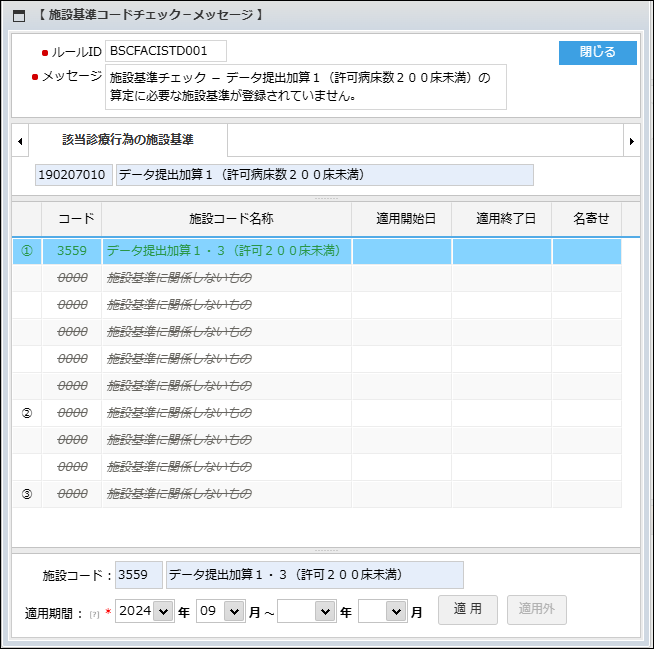 【 施設基準コードチェック－メッセージ 】
ルールID BSCFACISTD001 閉じる
メッセージ 施設基準チェック － データ提出加算１（許可病床数２００床未満）の
算定に必要な施設基準が登録されていません。
該当診療行為の施設基準
190207010 データ提出加算１（許可病床数２００床未満）
コード 施設コード名称 適用開始日 適用終了日 名寄せ
① 3559 データ提出加算１・３（許可２００床未満）
0000 施設基準に関係しないもの
0000 施設基準に関係しないもの
0000 施設基準に関係しないもの
0000 施設基準に関係しないもの
0000 施設基準に関係しないもの
② 0000 施設基準に関係しないもの
0000 施設基準に関係しないもの
0000 施設基準に関係しないもの
③ 0000 施設基準に関係しないもの
施設コード： 3559 データ提出加算１・３（許可２００床未満）
適用期間： [?] * 2024 年 09 月～ 年 月 適 用 適用外